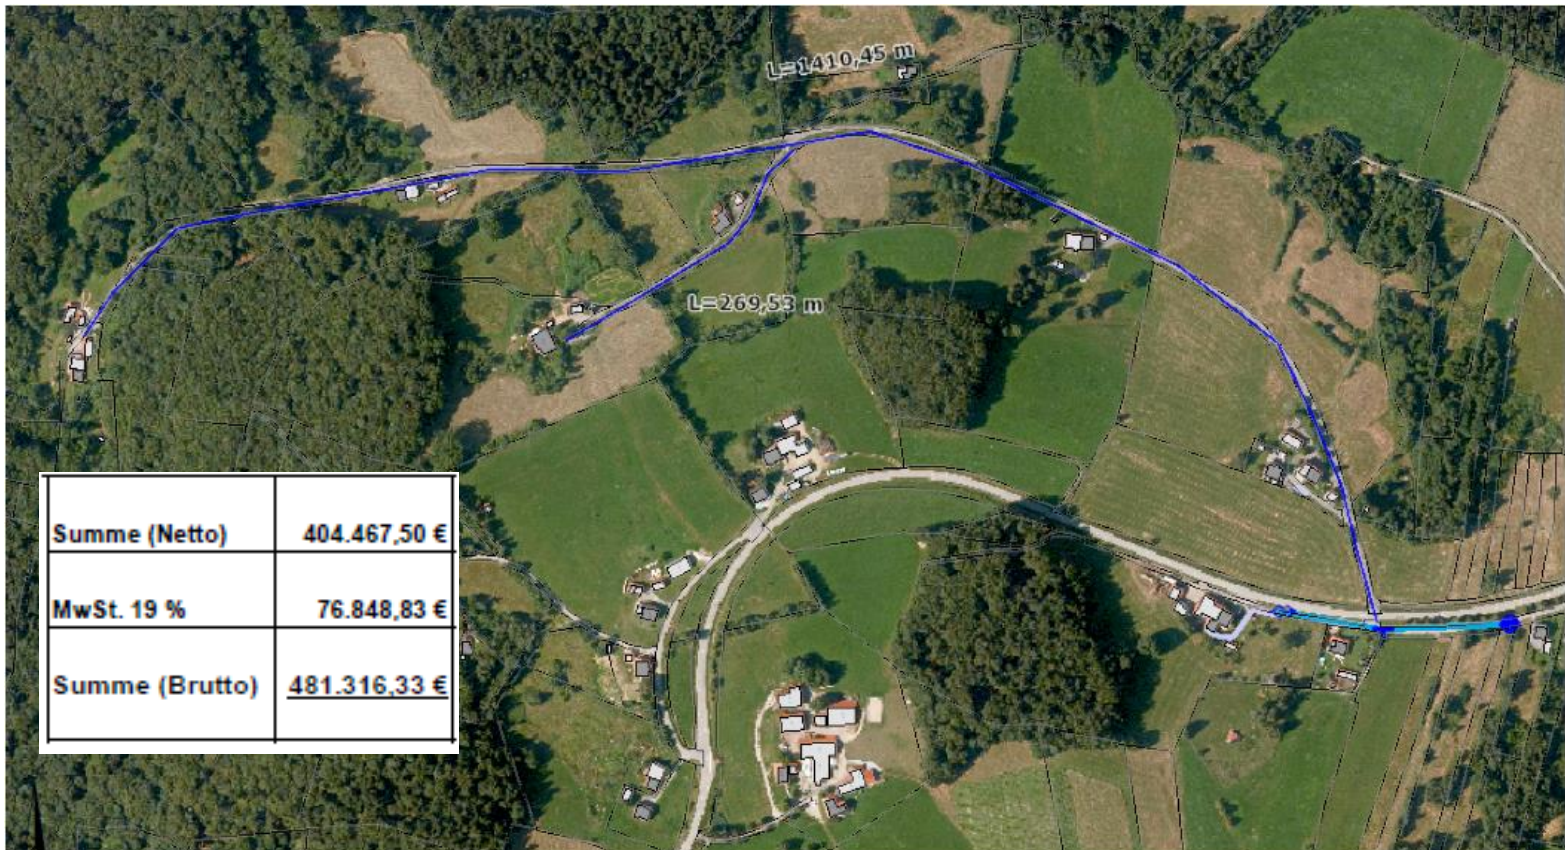 L=1410,45 m
L=269,53 m
Summe (Netto) 404.467,50 €
MwSt. 19 % 76.848,83 €
Summe (Brutto) 481.316,33 €